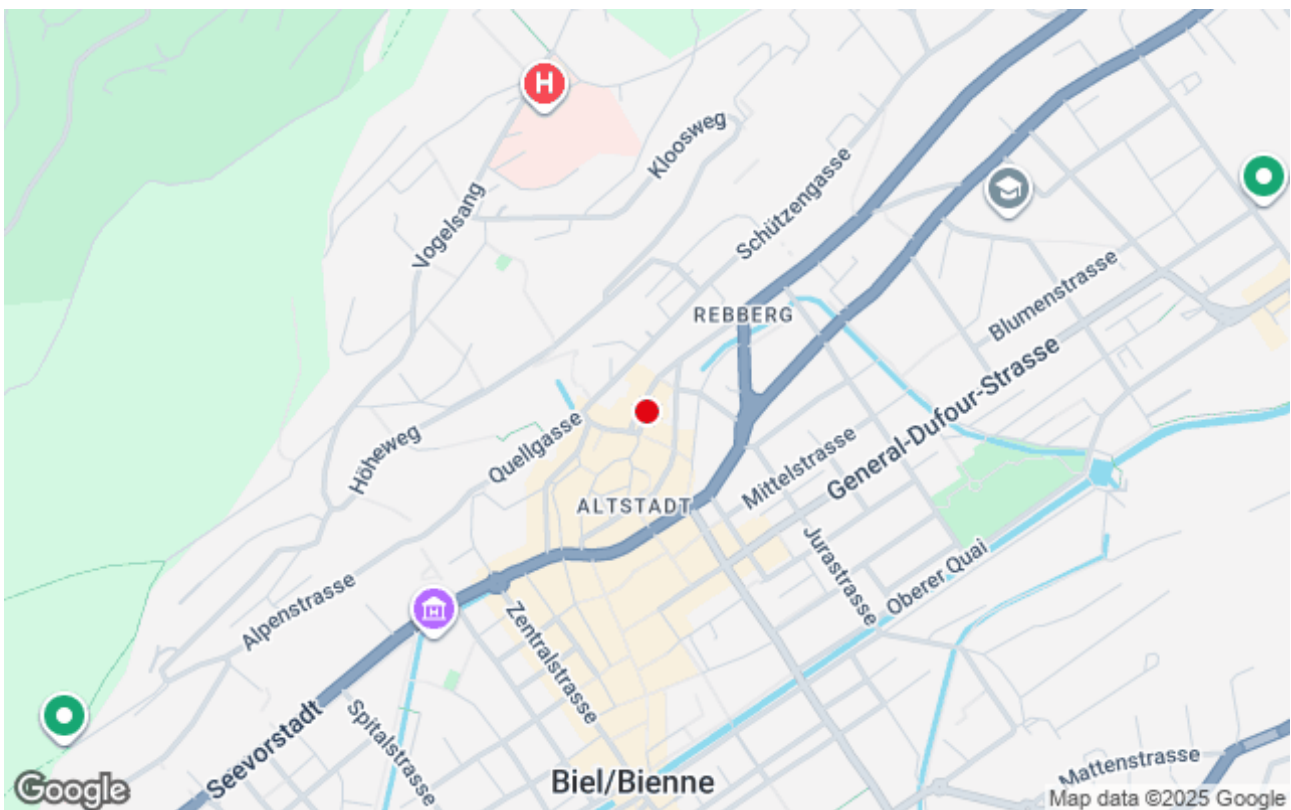 H
Kloosweg
Vogelsang
Schützengasse
REBBERG
Blumenstrasse
General-Dufour-Strasse
Höheweg
Quellgasse
Mittelstrasse
ALTSTADT
Jurastrasse
Oberer Quai
Alpenstrasse
Zentralstrasse
Seevorstadt
Spitalstrasse
Mattenstrasse
Biel/Bienne
Google
Map data ©2025 Google